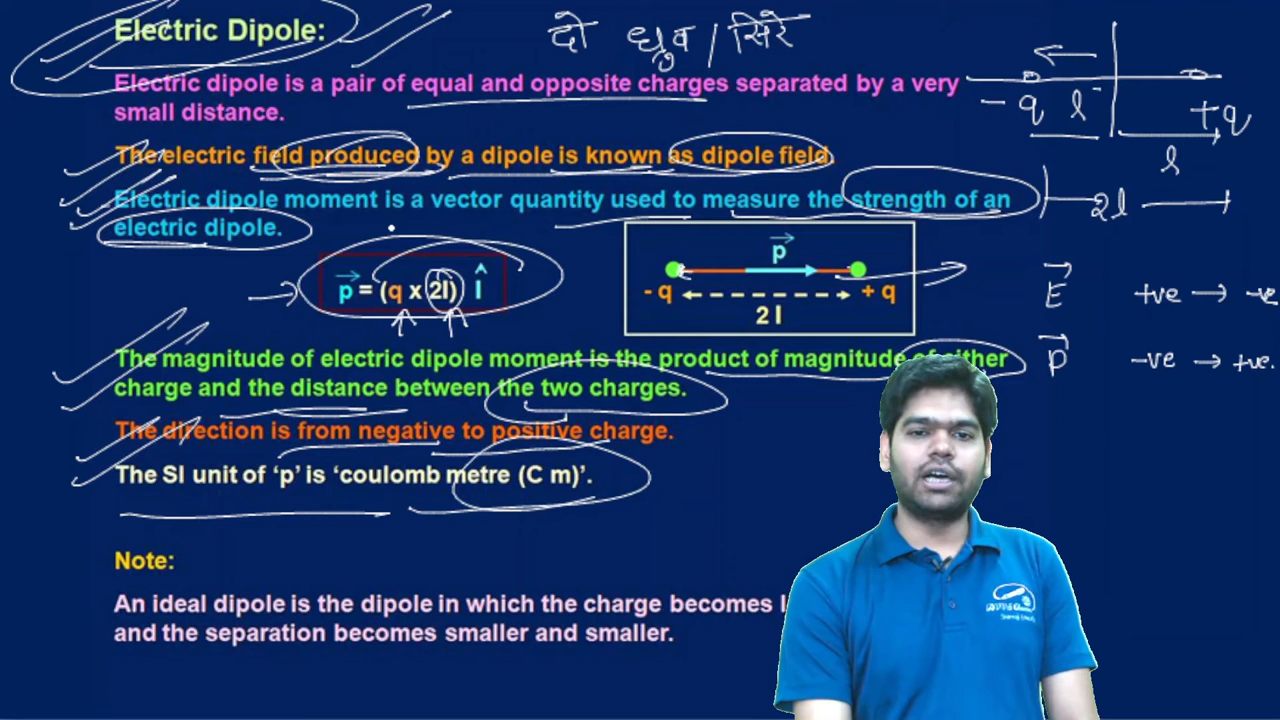 Electric Dipole:
दो ध्रुव / सिरे
Electric dipole is a pair of equal and opposite charges separated by a very
small distance.
- q l
+q
l
2l
The electric field produced by a dipole is known as dipole field.
Electric dipole moment is a vector quantity used to measure the strength of an
electric dipole.
p⃗ = (q x 2l) l̂
p⃗
- q + q
2 l
E⃗ +ve → -ve
P⃗ -ve → +ve.
The magnitude of electric dipole moment is the product of magnitude of either
charge and the distance between the two charges.
The direction is from negative to positive charge.
The SI unit of ‘p’ is ‘coulomb metre (C m)’.
Note:
An ideal dipole is the dipole in which the charge becomes
and the separation becomes smaller and smaller.